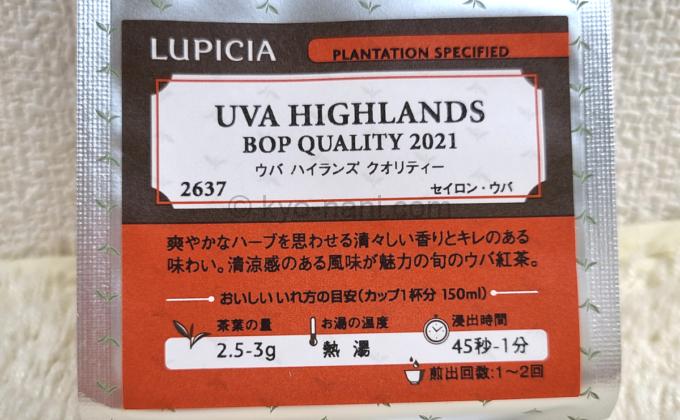 LUPICIA
PLANTATION SPECIFIED
UVA HIGHLANDS
BOP QUALITY 2021
ウバ ハイランズ クオリティー
2637
セイロン・ウバ
© kyo-nani.com
爽やかなハーブを思わせる清々しい香りとキレのある
味わい。清涼感のある風味が魅力の旬のウバ紅茶。
おいしいいれ方の目安(カップ1杯分 150ml)
茶葉の量
2.5-3g
お湯の温度
熱湯
浸出時間
45秒-1分
煎出回数:1~2回